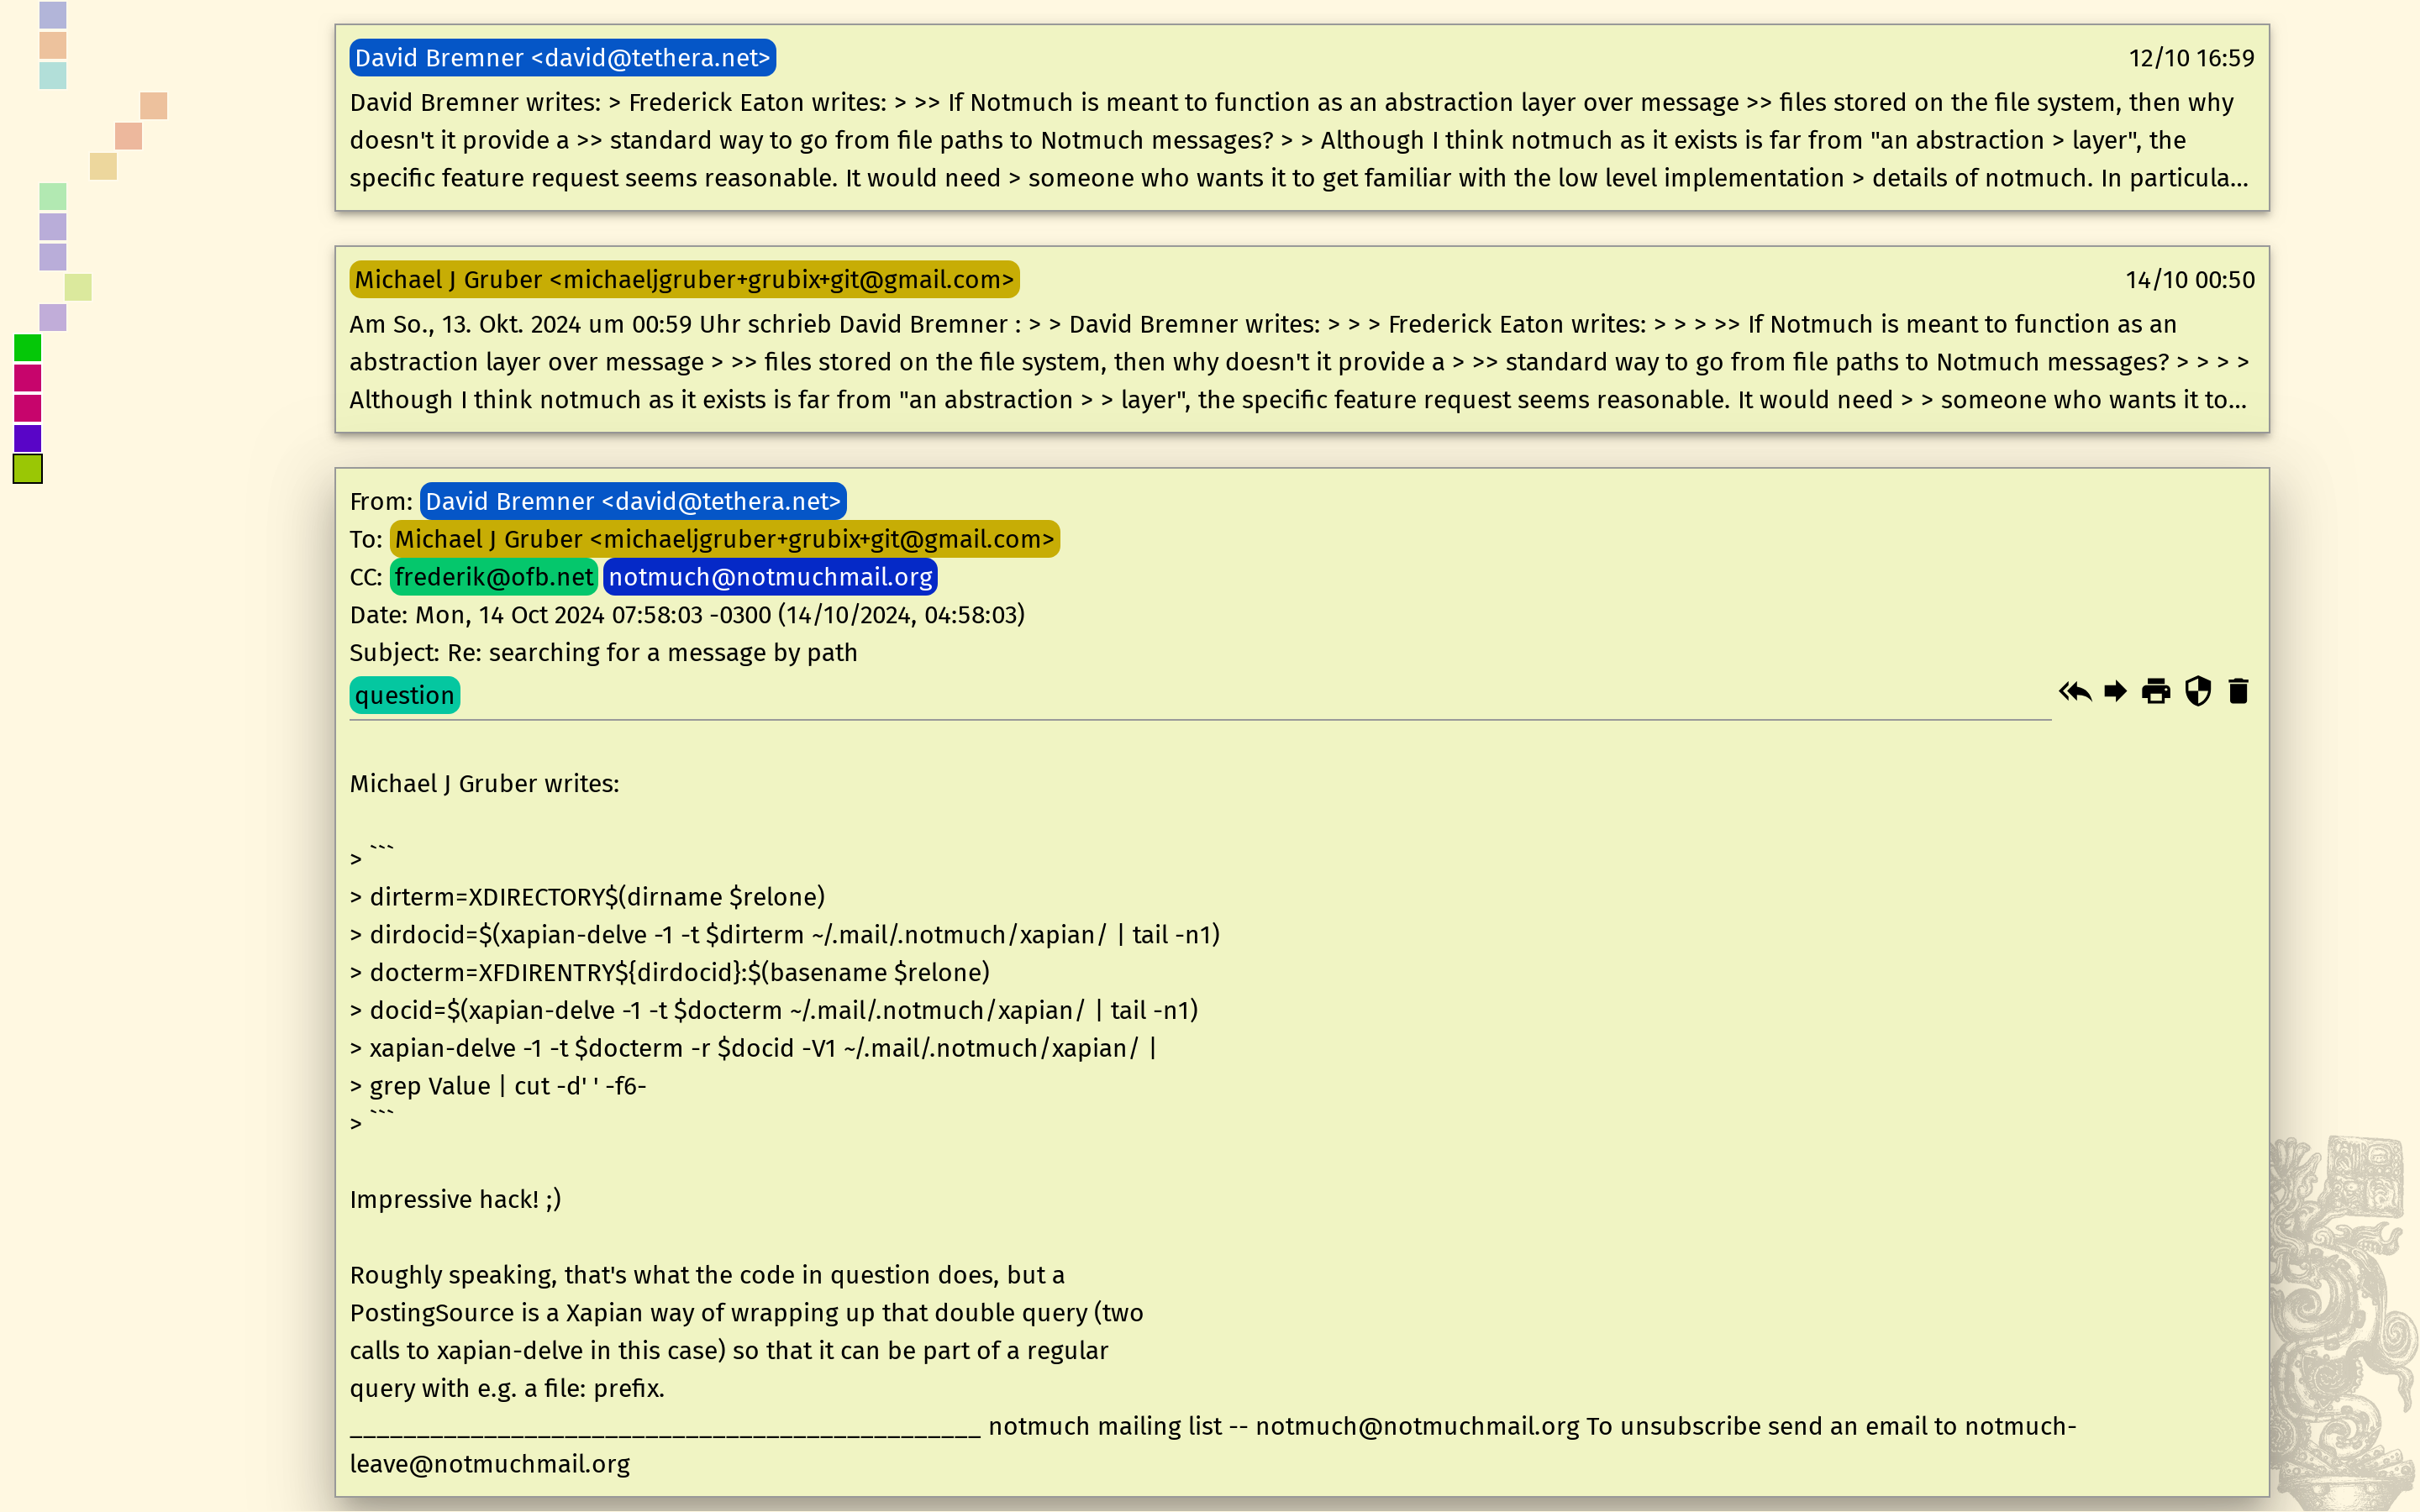 David Bremner <david@tethera.net>
12/10 16:59
David Bremner writes: > Frederick Eaton writes: > >> If Notmuch is meant to function as an abstraction layer over message >> files stored on the file system, then why
doesn't it provide a >> standard way to go from file paths to Notmuch messages? > > Although I think notmuch as it exists is far from "an abstraction > layer", the
specific feature request seems reasonable. It would need > someone who wants it to get familiar with the low level implementation > details of notmuch. In particula...
Michael J Gruber <michaeljgruber+grubix+git@gmail.com>
14/10 00:50
Am So., 13. Okt. 2024 um 00:59 Uhr schrieb David Bremner : > > David Bremner writes: > > > Frederick Eaton writes: > > > >> If Notmuch is meant to function as an
abstraction layer over message > >> files stored on the file system, then why doesn't it provide a > >> standard way to go from file paths to Notmuch messages? > > > >
Although I think notmuch as it exists is far from "an abstraction > > layer", the specific feature request seems reasonable. It would need > > someone who wants it to...
From: David Bremner <david@tethera.net>
To: Michael J Gruber <michaeljgruber+grubix+git@gmail.com>
CC: frederik@ofb.net notmuch@notmuchmail.org
Date: Mon, 14 Oct 2024 07:58:03 -0300 (14/10/2024, 04:58:03)
Subject: Re: searching for a message by path
question
Michael J Gruber writes:
> ```
> dirterm=XDIRECTORY$(dirname $relone)
> dirdocid=$(xapian-delve -1 -t $dirterm ~/.mail/.notmuch/xapian/ | tail -n1)
> docterm=XFDIRENTRY${dirdocid}:$(basename $relone)
> docid=$(xapian-delve -1 -t $docterm ~/.mail/.notmuch/xapian/ | tail -n1)
> xapian-delve -1 -t $docterm -r $docid -V1 ~/.mail/.notmuch/xapian/ |
> grep Value | cut -d' ' -f6-
> ```
Impressive hack! ;)
Roughly speaking, that's what the code in question does, but a
PostingSource is a Xapian way of wrapping up that double query (two
calls to xapian-delve in this case) so that it can be part of a regular
query with e.g. a file: prefix.
_______________________________________________ notmuch mailing list -- notmuch@notmuchmail.org To unsubscribe send an email to notmuch-
leave@notmuchmail.org